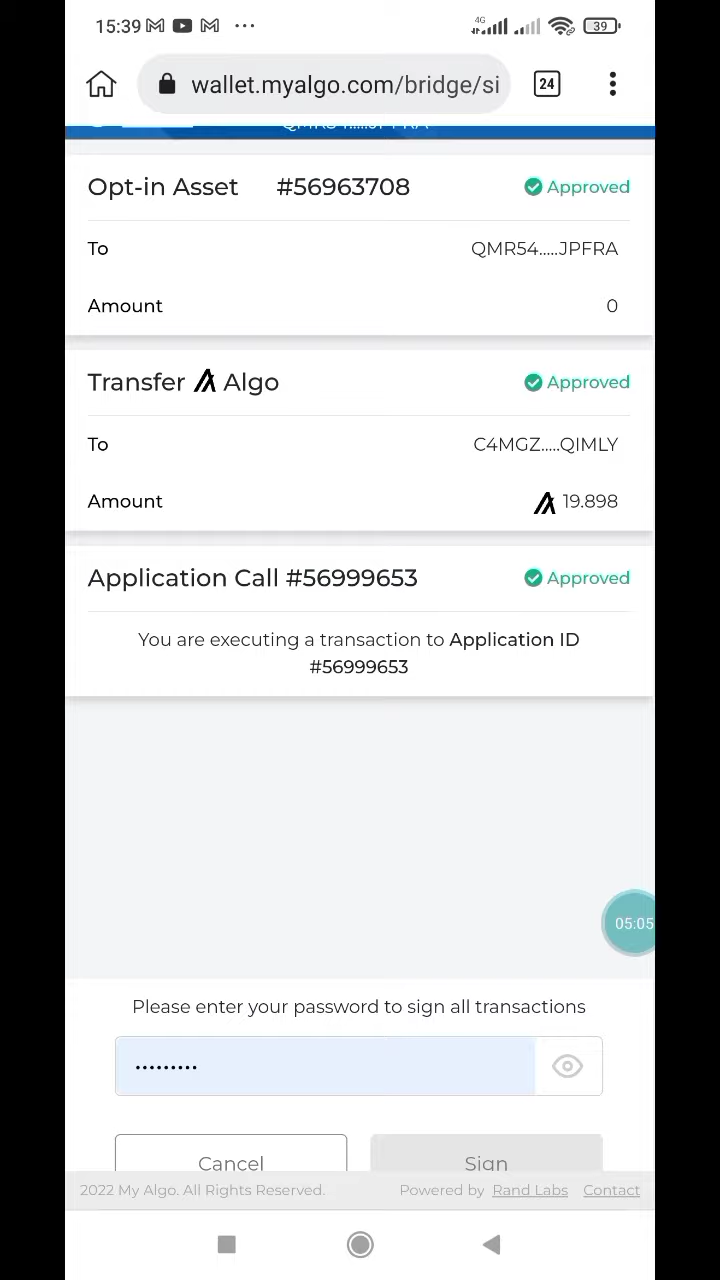 15:39
4G
39
wallet.myalgo.com/bridge/si
24
Opt-in Asset #56963708 Approved
To QMR54.....JPFRA
Amount 0
Transfer Algo Approved
To C4MGZ.....QIMLY
Amount 19.898
Application Call #56999653 Approved
You are executing a transaction to Application ID
#56999653
05:05
Please enter your password to sign all transactions
Cancel Sign
2022 My Algo. All Rights Reserved. Powered by Rand Labs Contact